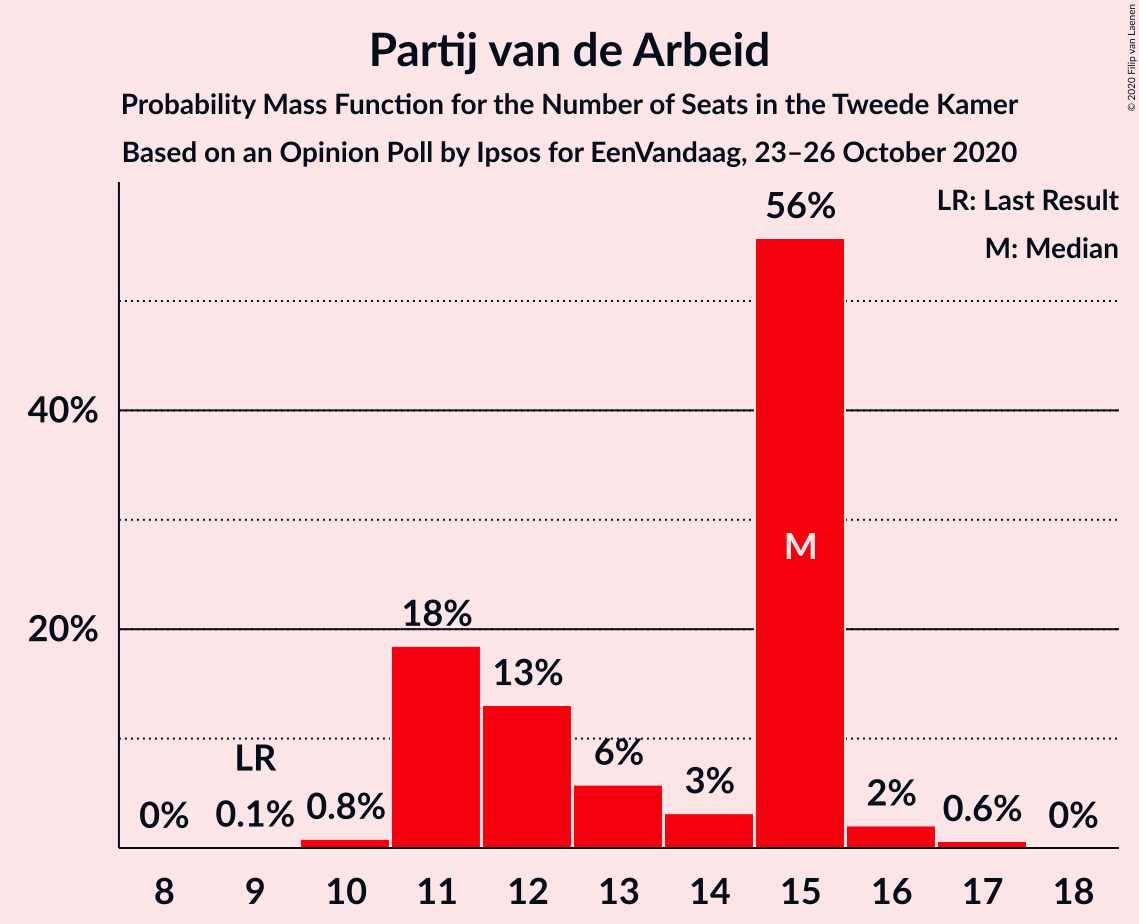 Partij van de Arbeid
Probability Mass Function for the Number of Seats in the Tweede Kamer
Based on an Opinion Poll by Ipsos for EenVandaag, 23–26 October 2020
© 2020 Filip van Laenen
LR: Last Result
M: Median
56%
40%
M
20%
18%
13%
LR
6%
3%
0%
0.1%
0.8%
2%
0.6%
0%
8 9 10 11 12 13 14 15 16 17 18